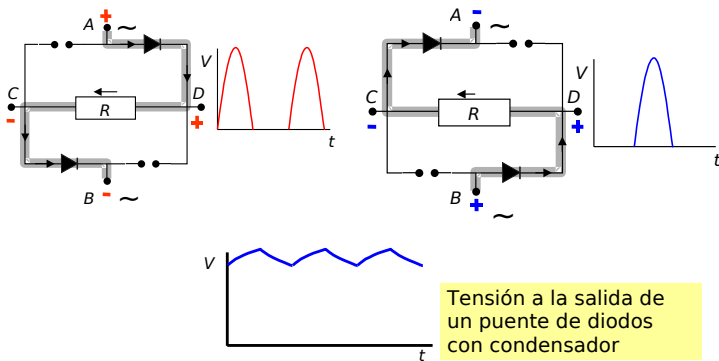 +
A ~
V
C
D
R
-
+
B - ~
t
-
A ~
V
C
D
R
-
+
B + ~
t
V
t
Tensión a la salida de
un puente de diodos
con condensador